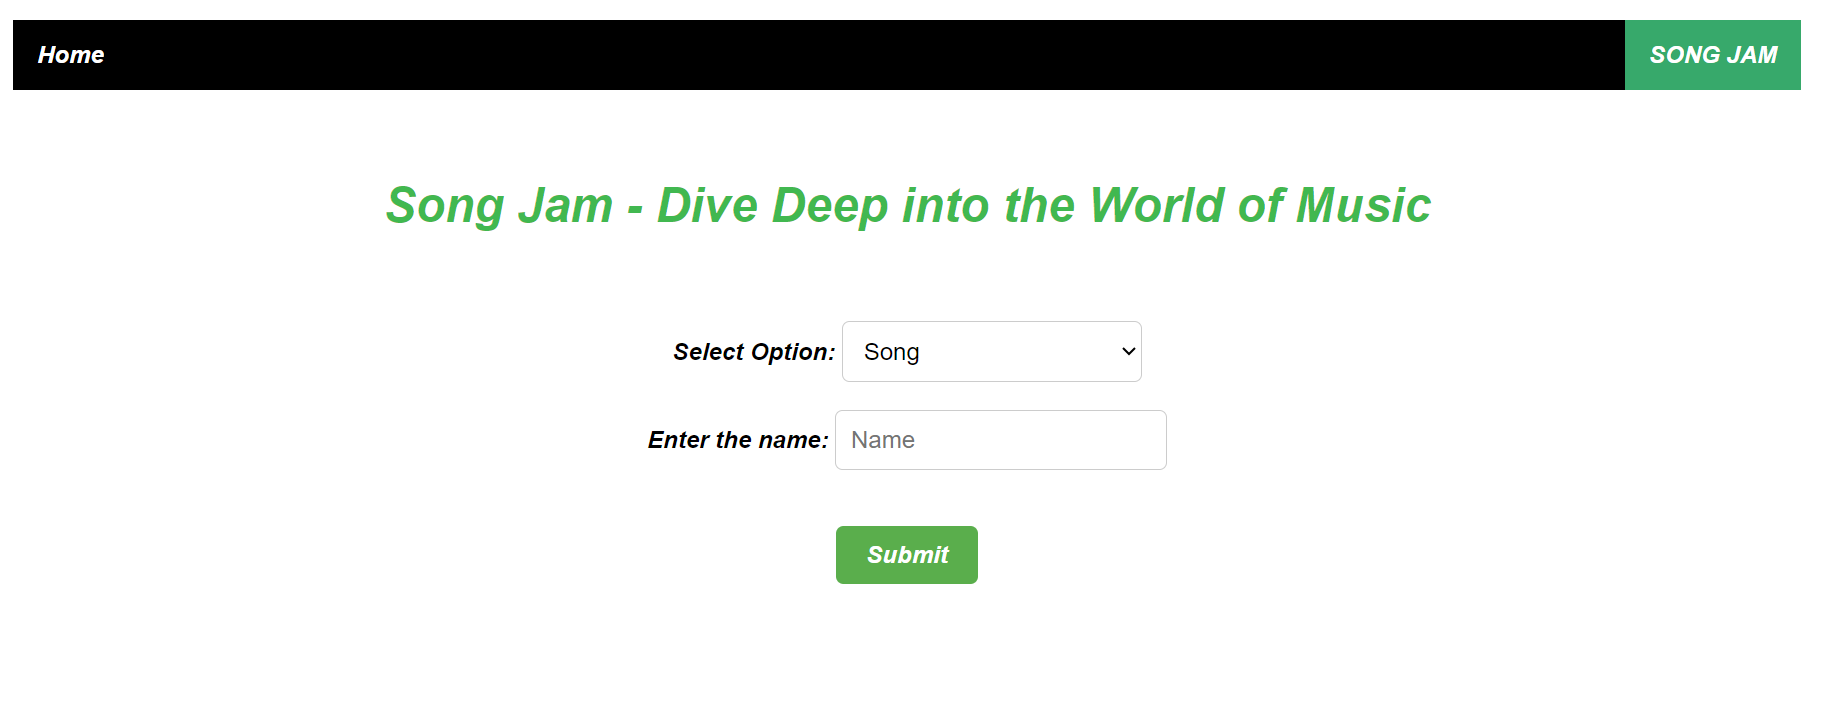 Home SONG JAM
Song Jam - Dive Deep into the World of Music
Select Option: Song
Enter the name: Name
Submit